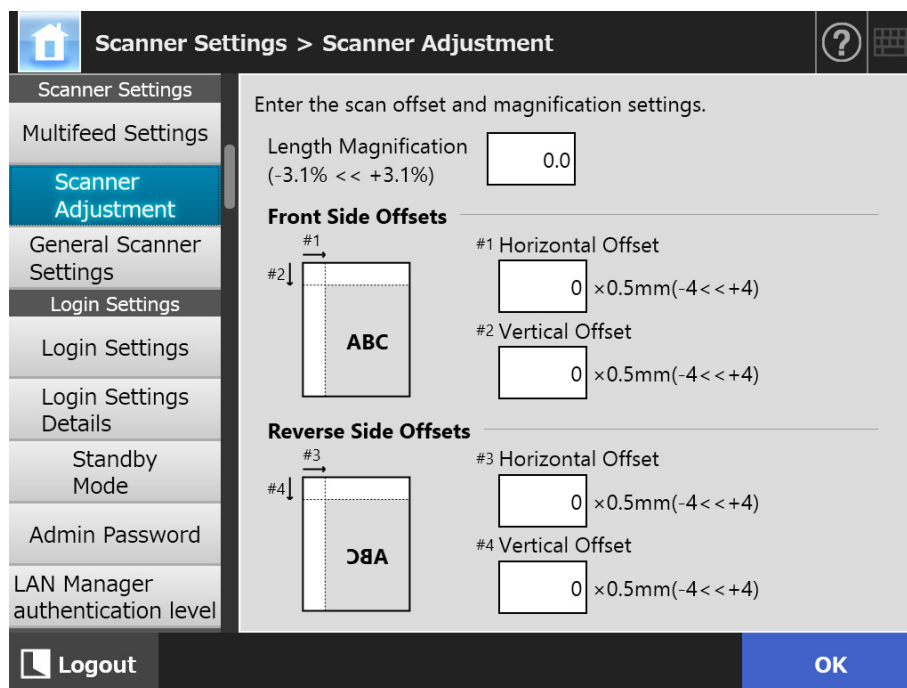 Scanner Settings > Scanner Adjustment
?
Scanner Settings
Multifeed Settings
Scanner
Adjustment
General Scanner
Settings
Login Settings
Login Settings
Login Settings
Details
Standby
Mode
Admin Password
LAN Manager
authentication level
Enter the scan offset and magnification settings.
Length Magnification
(-3.1% << +3.1%)
0.0
Front Side Offsets
#1
#2
ABC
#1 Horizontal Offset
0 ×0.5mm(-4<<+4)
#2 Vertical Offset
0 ×0.5mm(-4<<+4)
Reverse Side Offsets
#3
#4
ABC
#3 Horizontal Offset
0 ×0.5mm(-4<<+4)
#4 Vertical Offset
0 ×0.5mm(-4<<+4)
Logout
OK